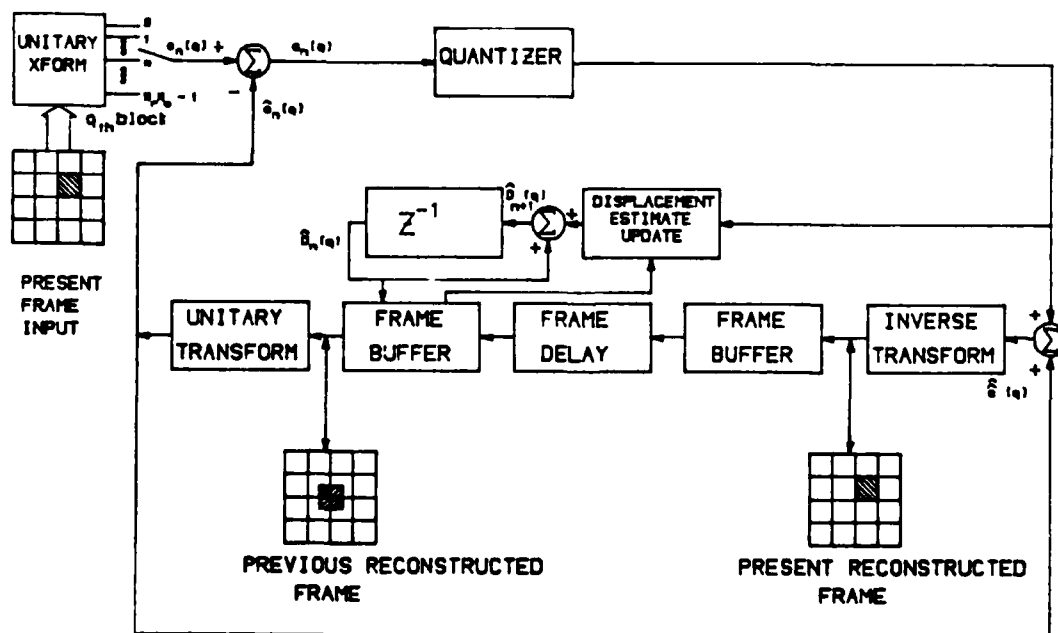 UNITARY
XFORM
+
Σ
−
QUANTIZER
q_th block
PRESENT
FRAME
INPUT
Z^-1
+
Σ
+
DISPLACEMENT
ESTIMATE
UPDATE
UNITARY
TRANSFORM
FRAME
BUFFER
FRAME
DELAY
FRAME
BUFFER
INVERSE
TRANSFORM
+
Σ
+
PREVIOUS RECONSTRUCTED
FRAME
PRESENT RECONSTRUCTED
FRAME